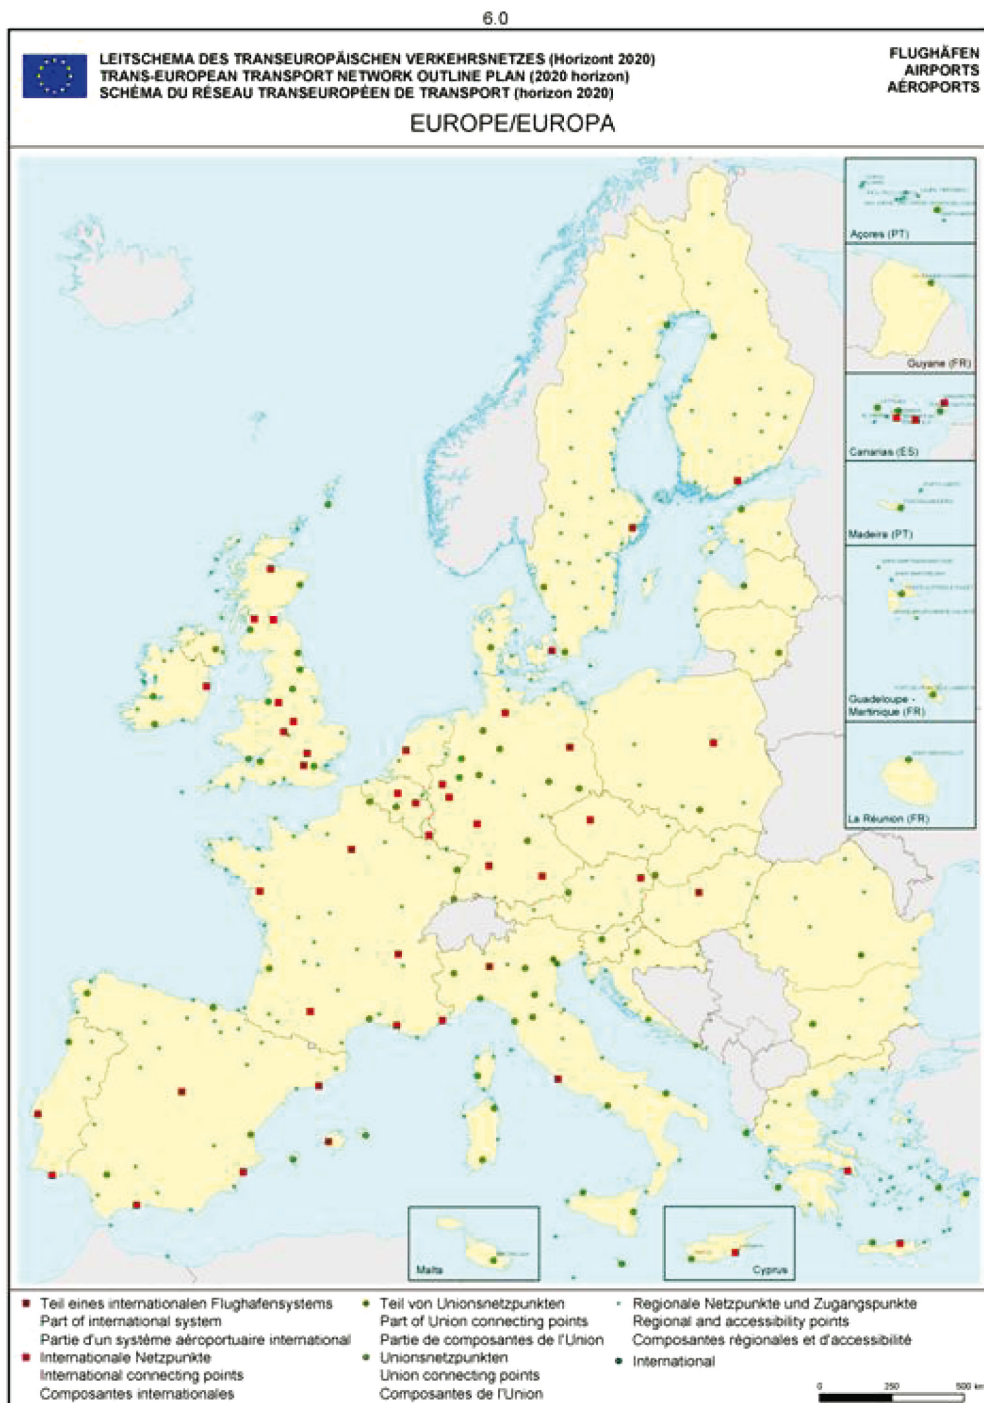 6.0
LEITSCHEMA DES TRANSEUROPÄISCHEN VERKEHRSNETZES (Horizont 2020)
TRANS-EUROPEAN TRANSPORT NETWORK OUTLINE PLAN (2020 horizon)
SCHÉMA DU RÉSEAU TRANSEUROPÉEN DE TRANSPORT (horizon 2020)
FLUGHÄFEN
AIRPORTS
AÉROPORTS
EUROPE/EUROPA
Açores (PT)
Guyane (FR)
Canarias (ES)
Madeira (PT)
Guadeloupe -
Martinique (FR)
La Réunion (FR)
Malta
Cyprus
Teil eines internationalen Flughafensystems
Part of international system
Partie d'un système aéroportuaire international
Internationale Netzpunkte
International connecting points
Composantes internationales
Teil von Unionsnetzpunkten
Part of Union connecting points
Partie de composantes de l'Union
Unionsnetzpunkten
Union connecting points
Composantes de l'Union
Regionale Netzpunkte und Zugangspunkte
Regional and accessibility points
Composantes régionales et d'accessibilité
International
0 250 500 km